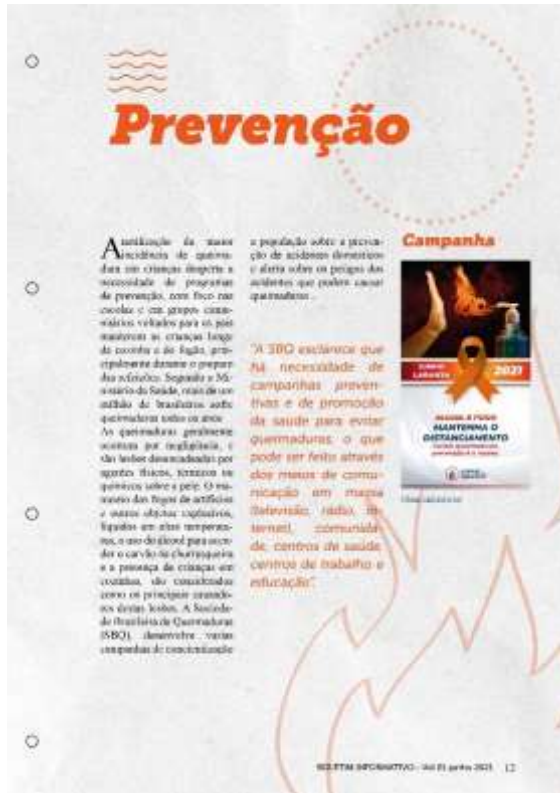 Prevenção
A notificação da maior
incidência de queima-
dura em crianças desperta a
necessidade de programas
de prevenção, com foco nas
escolas e em grupos comu-
nitários voltados para os pais
manterem as crianças longe
da cozinha e do fogão, prin-
cipalmente durante o preparo
das refeições. Segundo o Mi-
nistério da Saúde, mais de um
milhão de brasileiros sofre
queimaduras todos os anos
As queimaduras geralmente
ocorrem por negligência, e
são lesões desencadeadas por
agentes físicos, térmicos ou
químicos sobre a pele. O ma-
nuseio dos fogos de artifícios
e outros objetos explosivos,
líquidos em altas temperatu-
ras, o uso do álcool para acen-
der o carvão da churrasqueira
e a presença de crianças em
cozinhas, são considerados
como os principais causado-
res destas lesões. A Socieda-
de Brasileira de Queimaduras
(SBQ), desenvolve varias
campanhas de conscientização
a população sobre a preven-
ção de acidentes domésticos
e alerta sobre os perigos dos
acidentes que podem causar
queimaduras .
"A SBQ esclarece que
há necessidade de
campanhas preven-
tivas e de promoção
da saúde para evitar
queimaduras, o que
pode ser feito através
dos meios de comu-
nicação em massa
(televisão, rádio, in-
ternet), comunida-
de, centros de saúde,
centros de trabalho e
educação".
Campanha
JUNHO
LARANJA
2021
MANTENHA O
DISTANCIAMENTO
BOLETIM INFORMATIVO - Vol 01 junho 2021 12